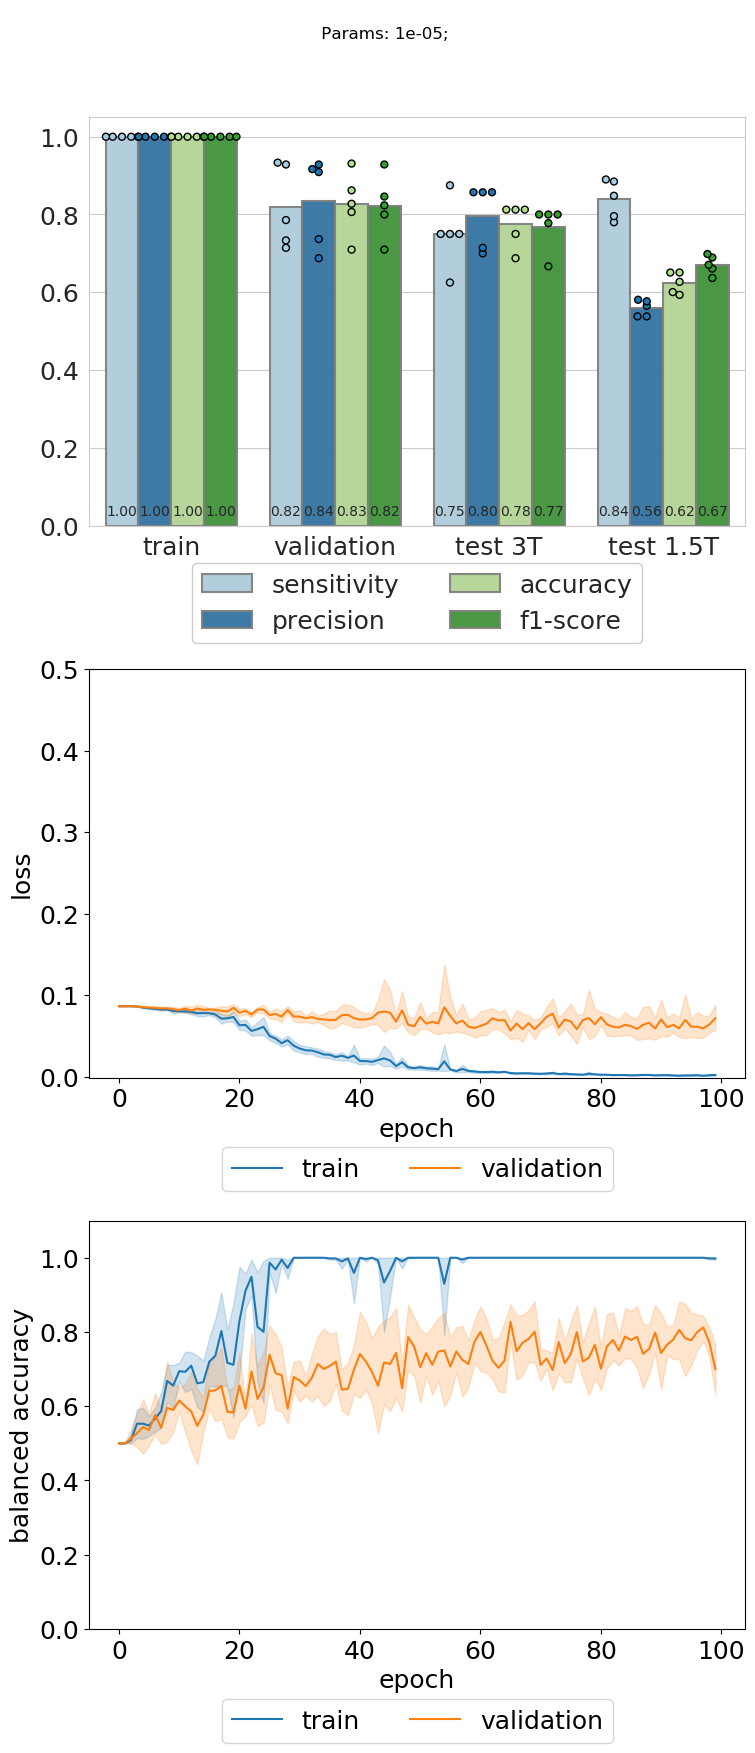 Params: 1e-05;
1.0
0.8
0.6
0.4
0.2
0.0
1.00 1.00 1.00 1.00 0.82 0.84 0.83 0.82 0.75 0.80 0.78 0.77 0.84 0.56 0.62 0.67
train validation test 3T test 1.5T
sensitivity accuracy
precision f1-score
0.5
0.4
0.3
0.2
0.1
0.0
loss
0 20 40 60 80 100
epoch
train validation
1.0
0.8
0.6
0.4
0.2
0.0
balanced accuracy
0 20 40 60 80 100
epoch
train validation